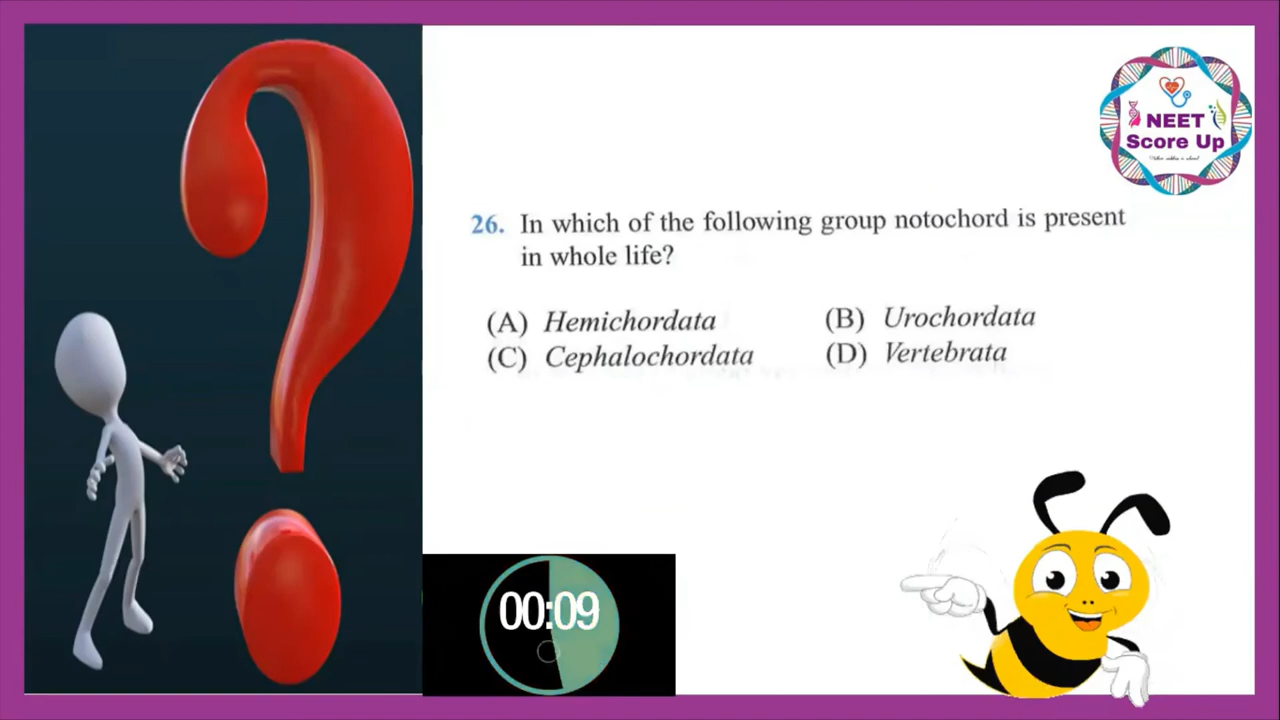 NEET
Score Up
26. In which of the following group notochord is present
in whole life?
(A) Hemichordata (B) Urochordata
(C) Cephalochordata (D) Vertebrata
00:09